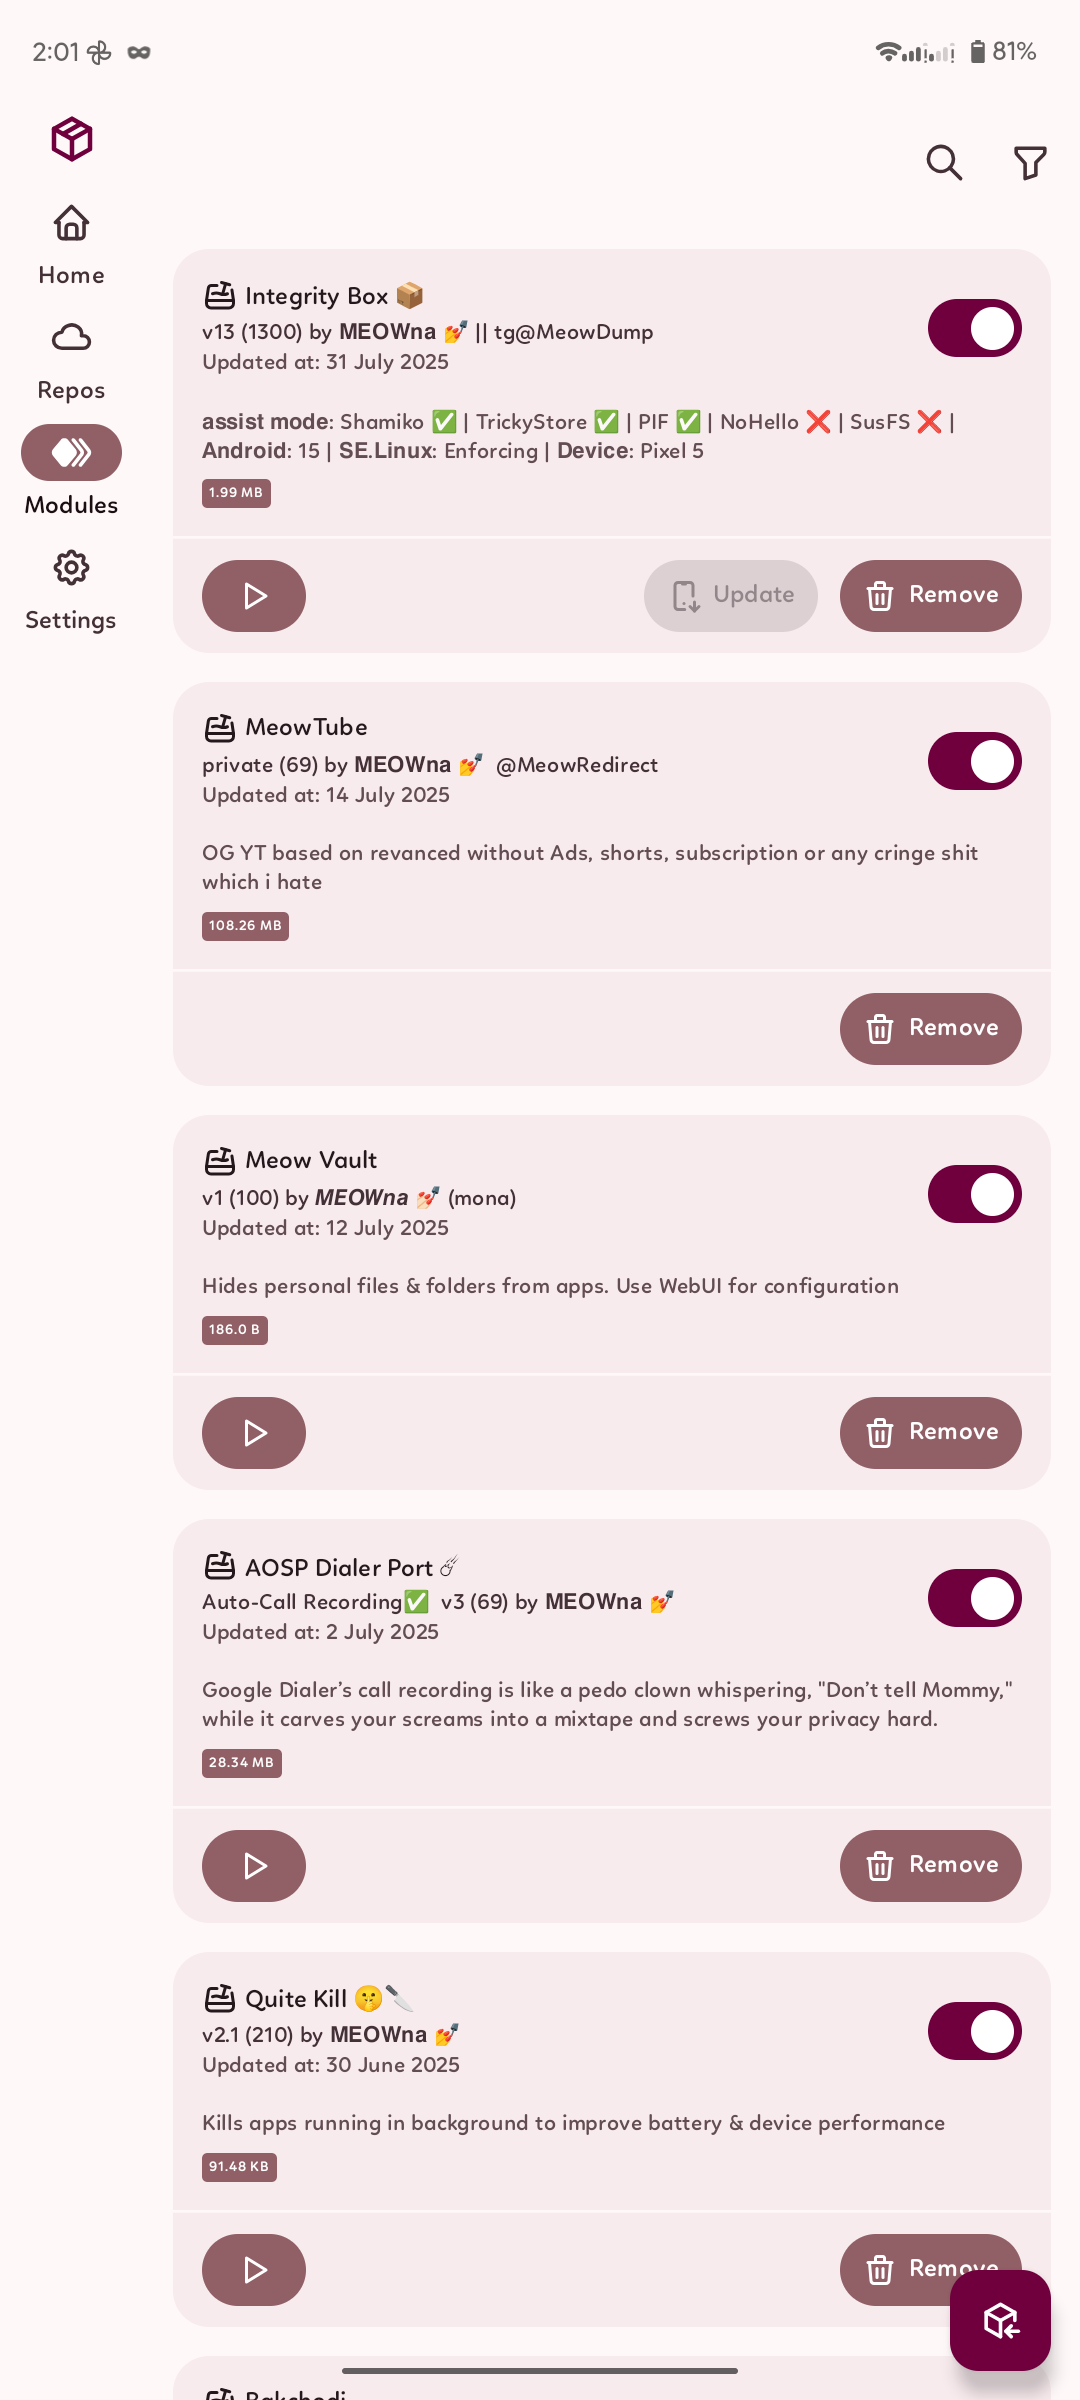 2:01
81%
Home
Repos
Modules
Settings
Integrity Box 📦
v13 (1300) by MEOWna 💅 || tg@MeowDump
Updated at: 31 July 2025
assist mode: Shamiko ✅ | TrickyStore ✅ | PIF ✅ | NoHello ❌ | SusFS ❌ |
Android: 15 | SE.Linux: Enforcing | Device: Pixel 5
1.99 MB
Update
Remove
MeowTube
private (69) by MEOWna 💅 @MeowRedirect
Updated at: 14 July 2025
OG YT based on revanced without Ads, shorts, subscription or any cringe shit
which i hate
108.26 MB
Remove
Meow Vault
v1 (100) by MEOWna 💅🏻 (mona)
Updated at: 12 July 2025
Hides personal files & folders from apps. Use WebUI for configuration
186.0 B
Remove
AOSP Dialer Port ☄
Auto-Call Recording✅ v3 (69) by MEOWna 💅
Updated at: 2 July 2025
Google Dialer’s call recording is like a pedo clown whispering, "Don’t tell Mommy,"
while it carves your screams into a mixtape and screws your privacy hard.
28.34 MB
Remove
Quite Kill 🤫🔪
v2.1 (210) by MEOWna 💅
Updated at: 30 June 2025
Kills apps running in background to improve battery & device performance
91.48 KB
Remove